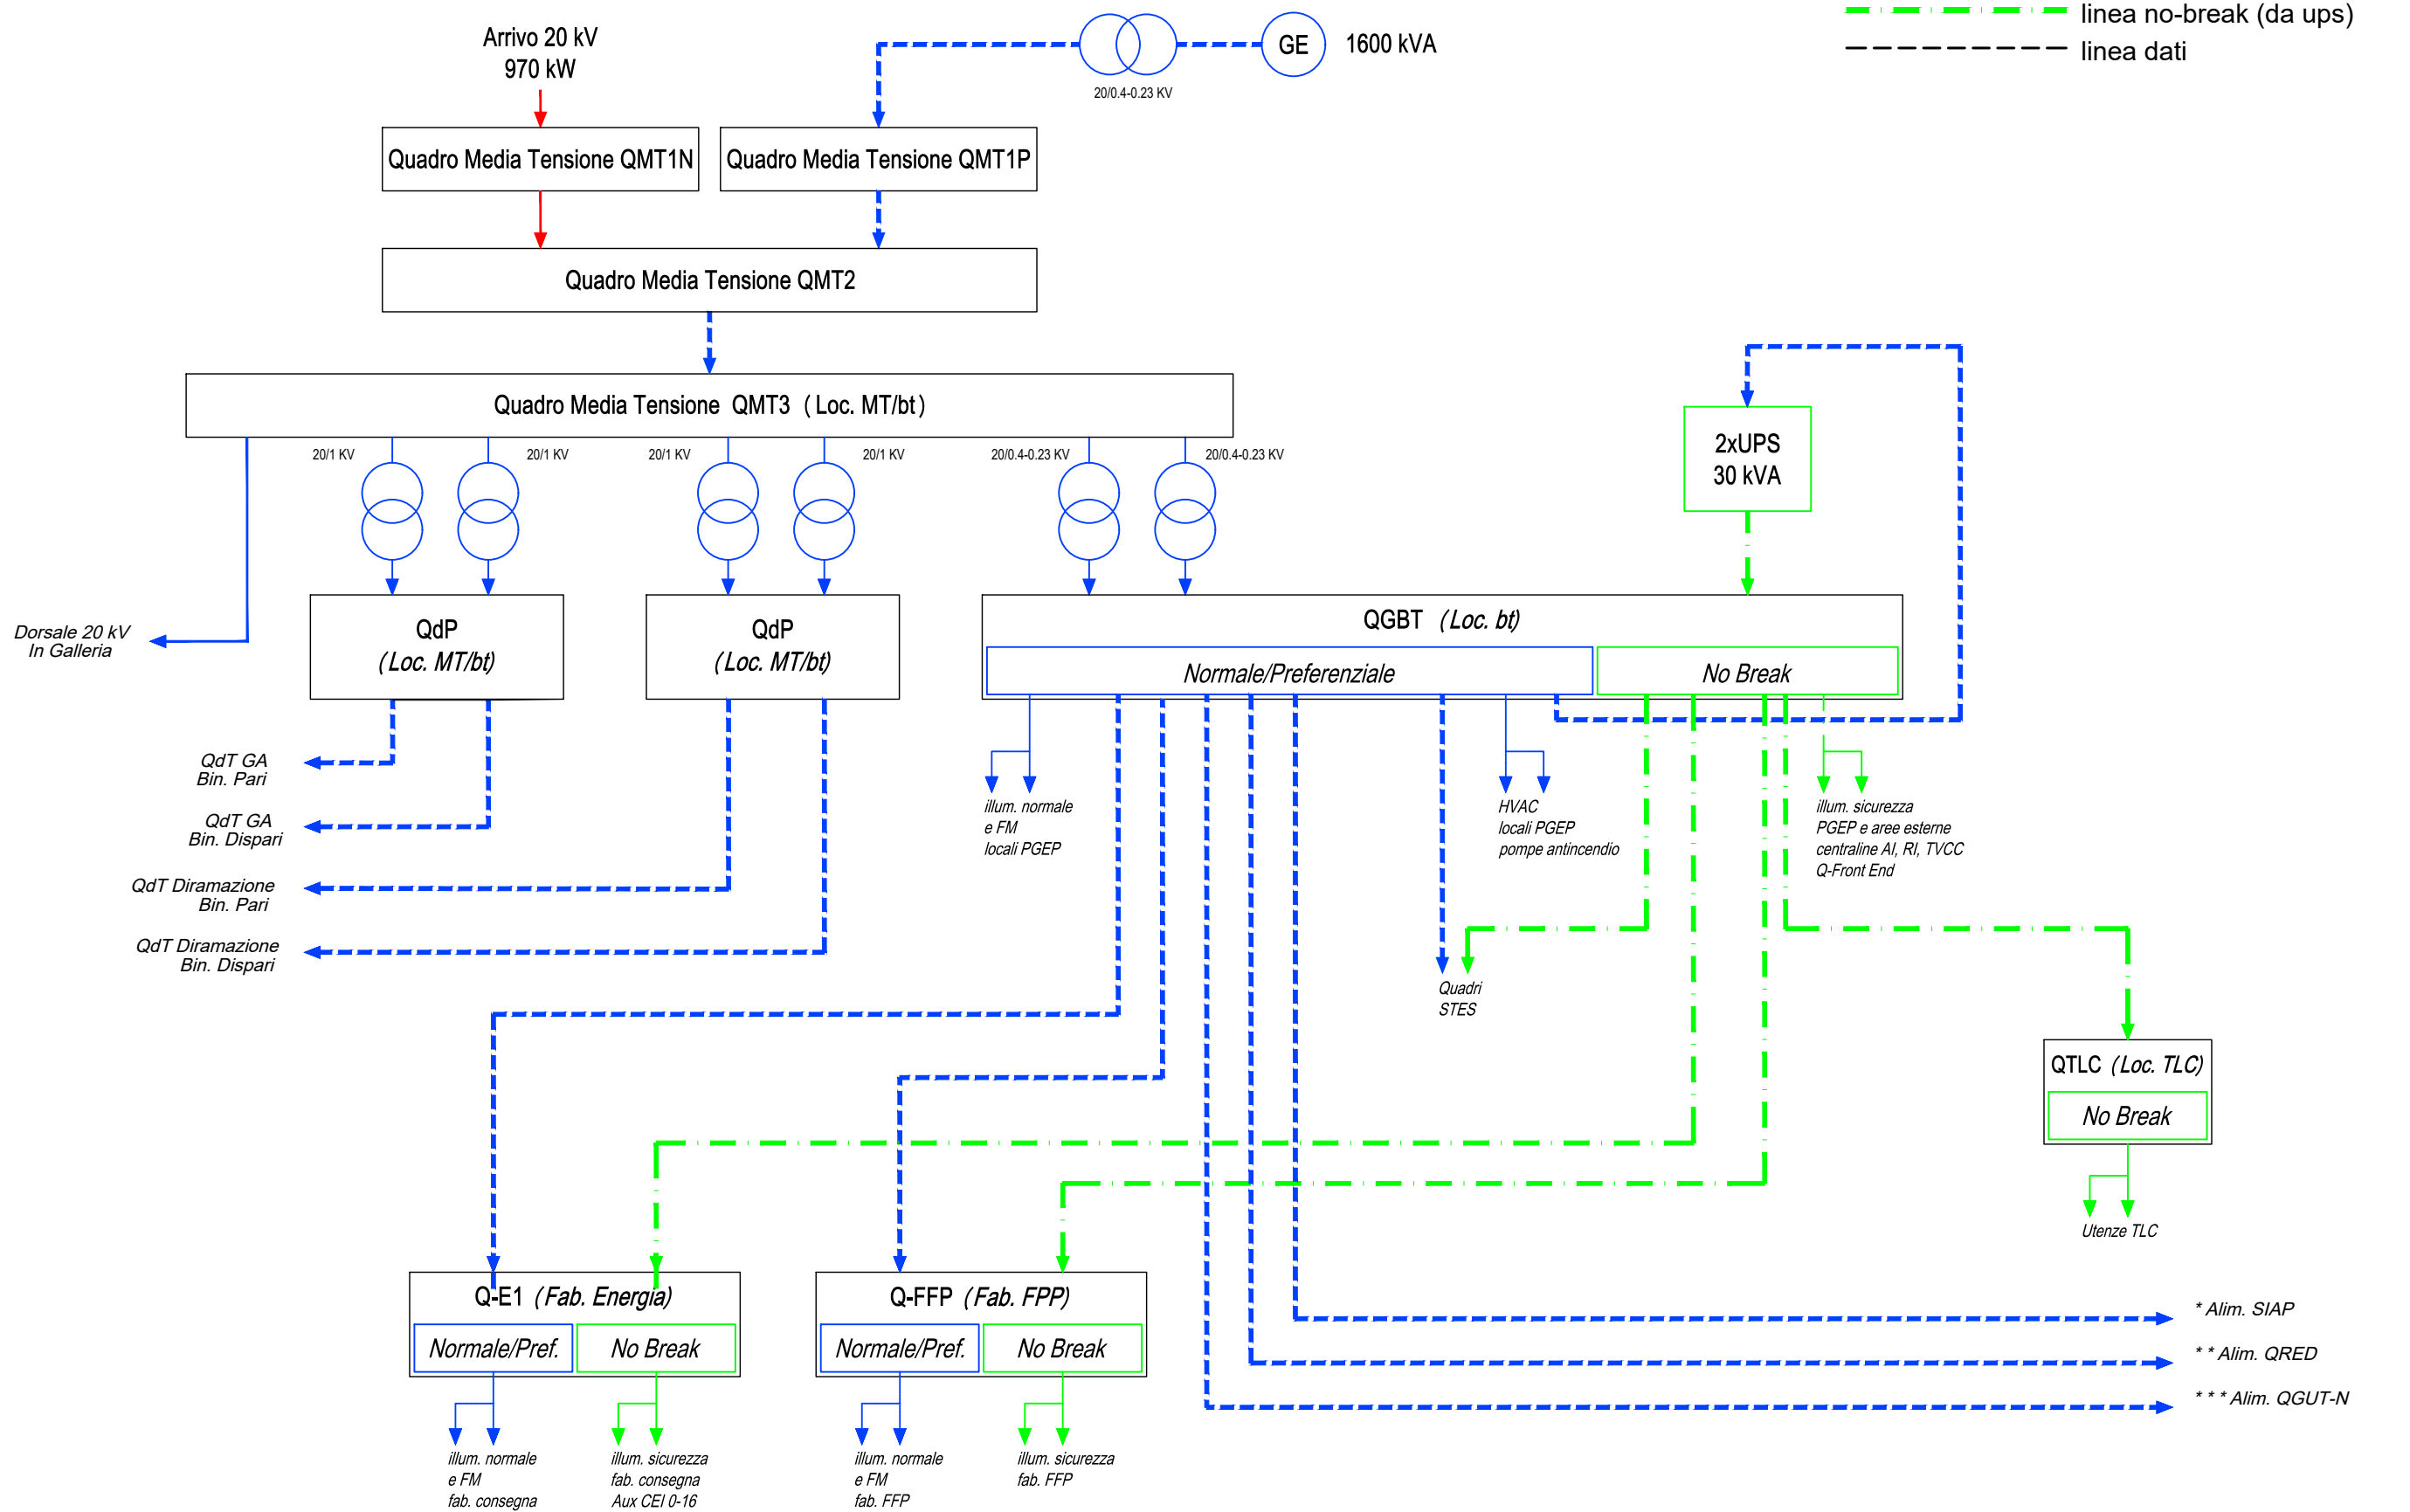 linea no-break (da ups)
linea dati
Arrivo 20 kV
970 kW
GE
1600 kVA
20/0.4-0.23 KV
Quadro Media Tensione QMT1N
Quadro Media Tensione QMT1P
Quadro Media Tensione QMT2
Quadro Media Tensione QMT3 (Loc. MT/bt)
20/1 KV
20/1 KV
20/1 KV
20/1 KV
20/0.4-0.23 KV
20/0.4-0.23 KV
2xUPS
30 kVA
Dorsale 20 kV
In Galleria
QdP
(Loc. MT/bt)
QdP
(Loc. MT/bt)
QGBT (Loc. bt)
Normale/Preferenziale
No Break
QdT GA
Bin. Pari
QdT GA
Bin. Dispari
QdT Diramazione
Bin. Pari
QdT Diramazione
Bin. Dispari
illum. normale
e FM
locali PGEP
HVAC
locali PGEP
pompe antincendio
illum. sicurezza
PGEP e aree esterne
centraline AI, RI, TVCC
Q-Front End
Quadri
STES
QTLC (Loc. TLC)
No Break
Utenze TLC
Q-E1 (Fab. Energia)
Normale/Pref.
No Break
Q-FFP (Fab. FPP)
Normale/Pref.
No Break
* Alim. SIAP
* * Alim. QRED
* * * Alim. QGUT-N
illum. normale
e FM
fab. consegna
illum. sicurezza
fab. consegna
Aux CEI 0-16
illum. normale
e FM
fab. FFP
illum. sicurezza
fab. FFP